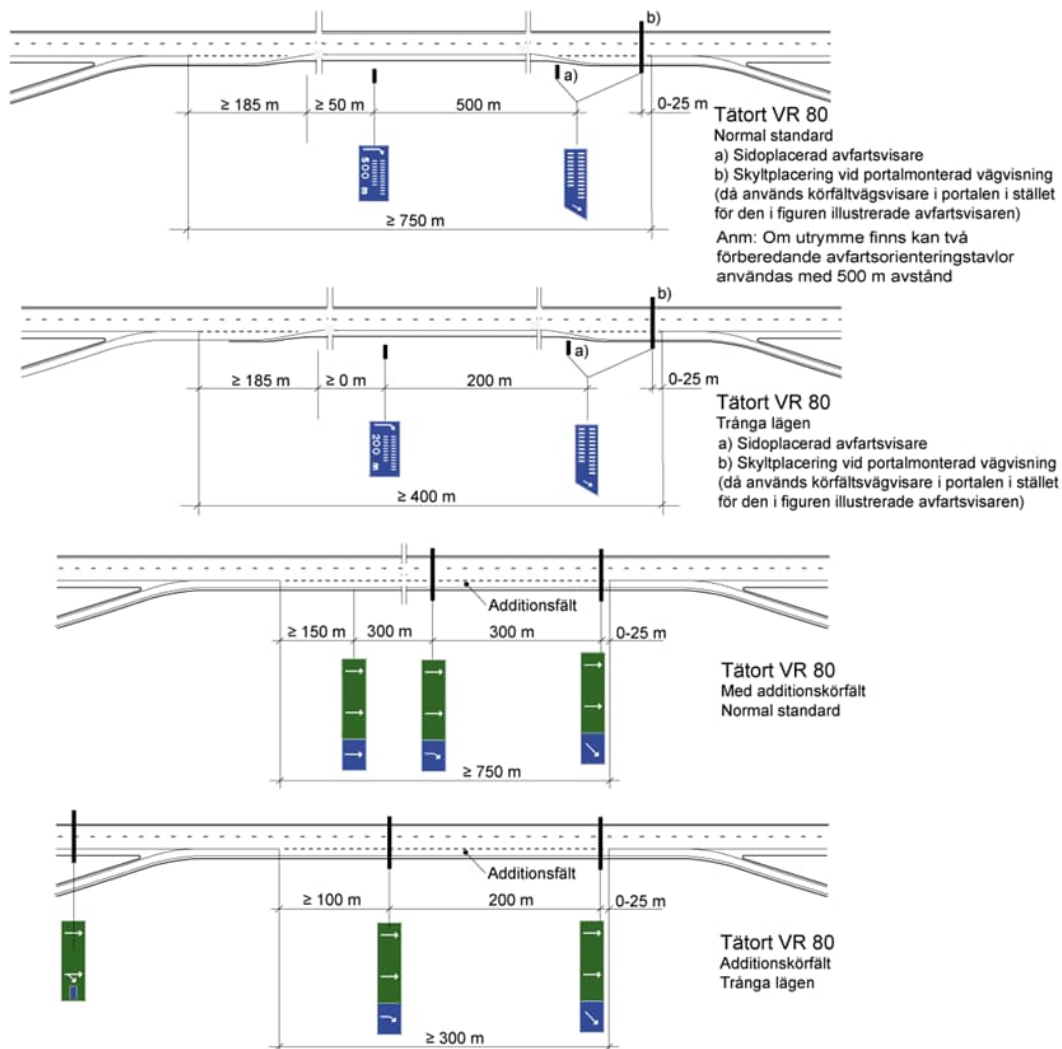 b)
a)
≥ 185 m
≥ 50 m
500 m
0-25 m
500 m
≥ 750 m
Tätort VR 80
Normal standard
a) Sidoplacerad avfartsvisare
b) Skyltplacering vid portalmonterad vägvisning
(då används körfältvägsvisare i portalen i stället
för den i figuren illustrerade avfartsvisaren)
Anm: Om utrymme finns kan två
förberedande avfartsorienteringstavlor
användas med 500 m avstånd
b)
a)
≥ 185 m
≥ 0 m
200 m
0-25 m
200 m
≥ 400 m
Tätort VR 80
Trånga lägen
a) Sidoplacerad avfartsvisare
b) Skyltplacering vid portalmonterad vägvisning
(då används körfältsvägvisare i portalen i stället
för den i figuren illustrerade avfartsvisaren)
Additionsfält
≥ 150 m
300 m
300 m
0-25 m
≥ 750 m
Tätort VR 80
Med additionskörfält
Normal standard
Additionsfält
≥ 100 m
200 m
0-25 m
≥ 300 m
Tätort VR 80
Additionskörfält
Trånga lägen